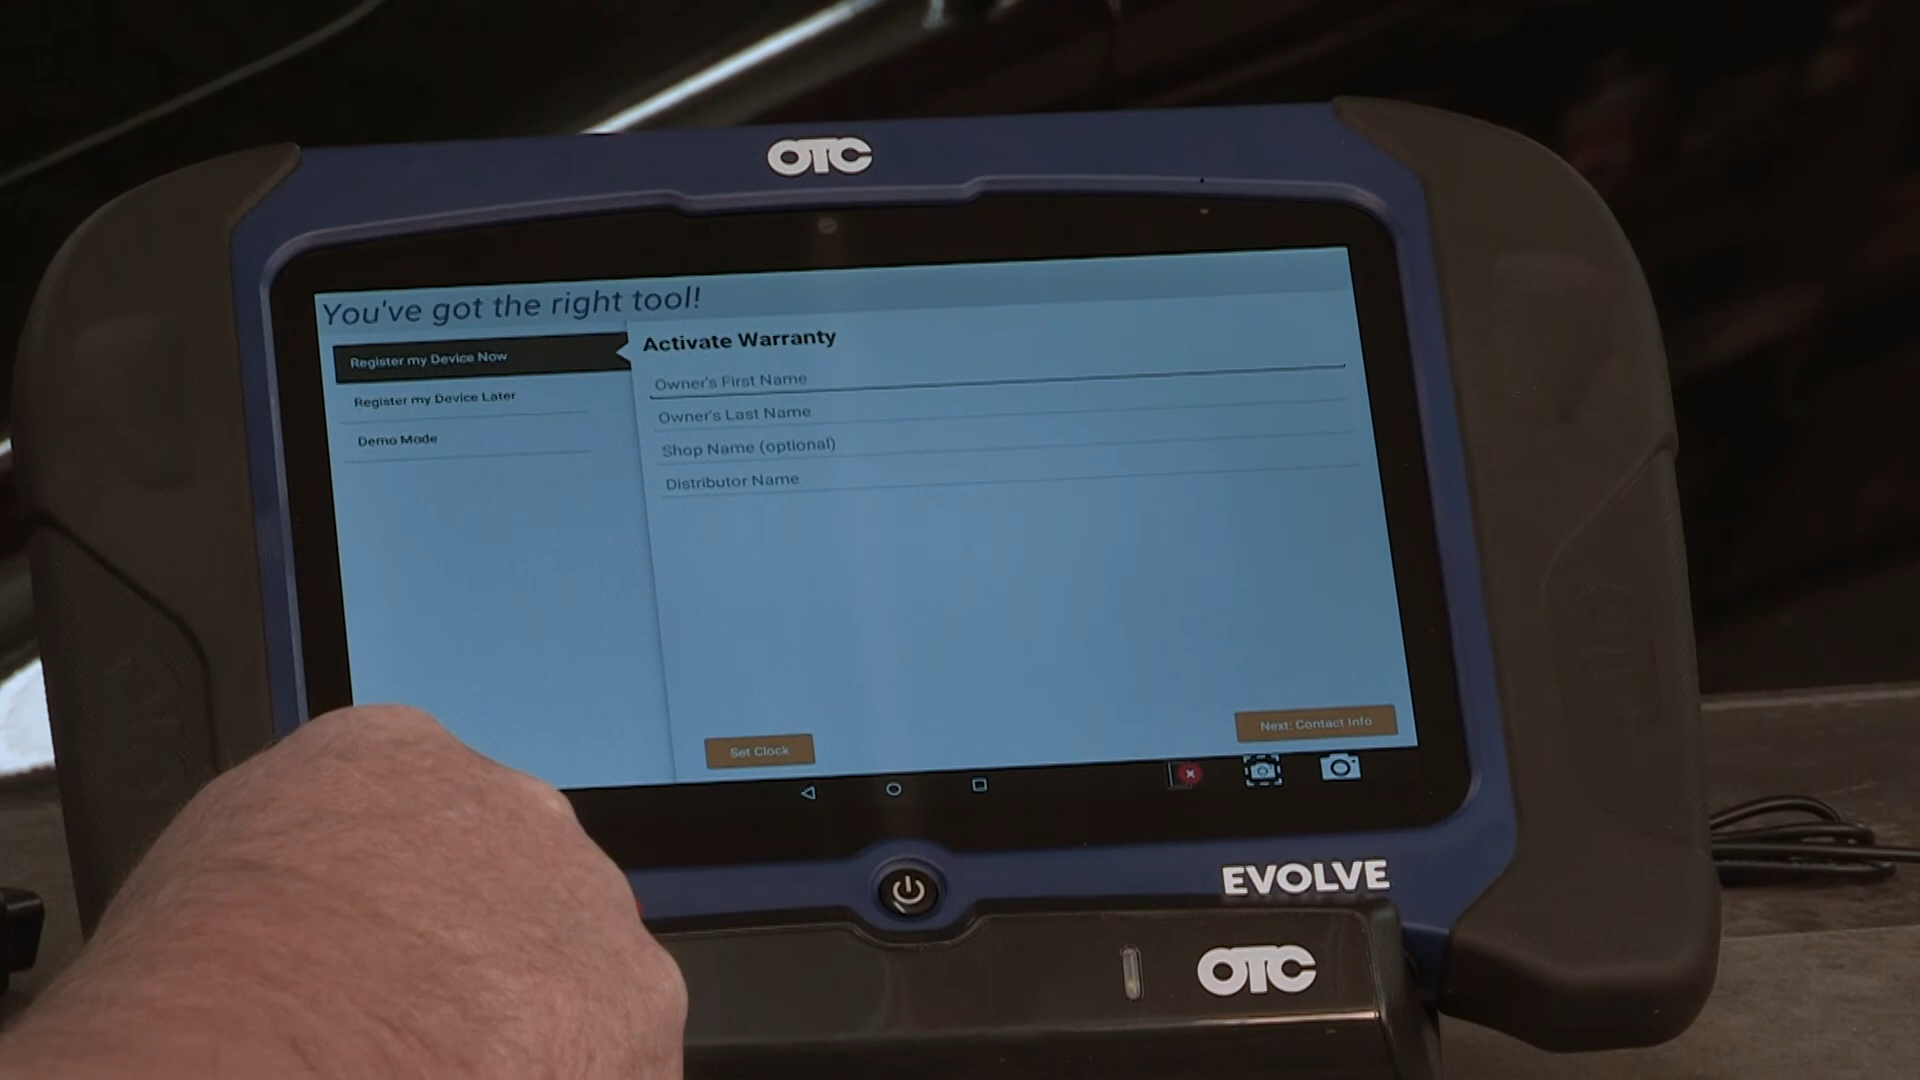 OTC
You've got the right tool!
Register my Device Now
Register my Device Later
Demo Mode
Activate Warranty
Owner's First Name
Owner's Last Name
Shop Name (optional)
Distributor Name
Set Clock
Next: Contact Info
EVOLVE
OTC